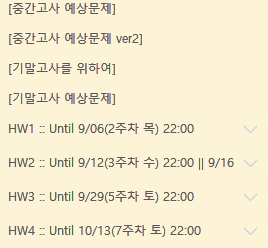 [중간고사 예상문제]
[중간고사 예상문제 ver2]
[기말고사를 위하여]
[기말고사 예상문제]
HW1 :: Until 9/06(2주차 목) 22:00
HW2 :: Until 9/12(3주차 수) 22:00 || 9/16
HW3 :: Until 9/29(5주차 토) 22:00
HW4 :: Until 10/13(7주차 토) 22:00